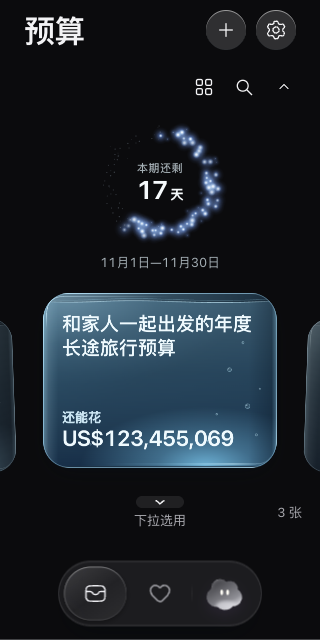 预算
本期还剩
17 天
11月1日—11月30日
和家人一起出发的年度
长途旅行预算
还能花
US$123,455,069
下拉选用
3 张